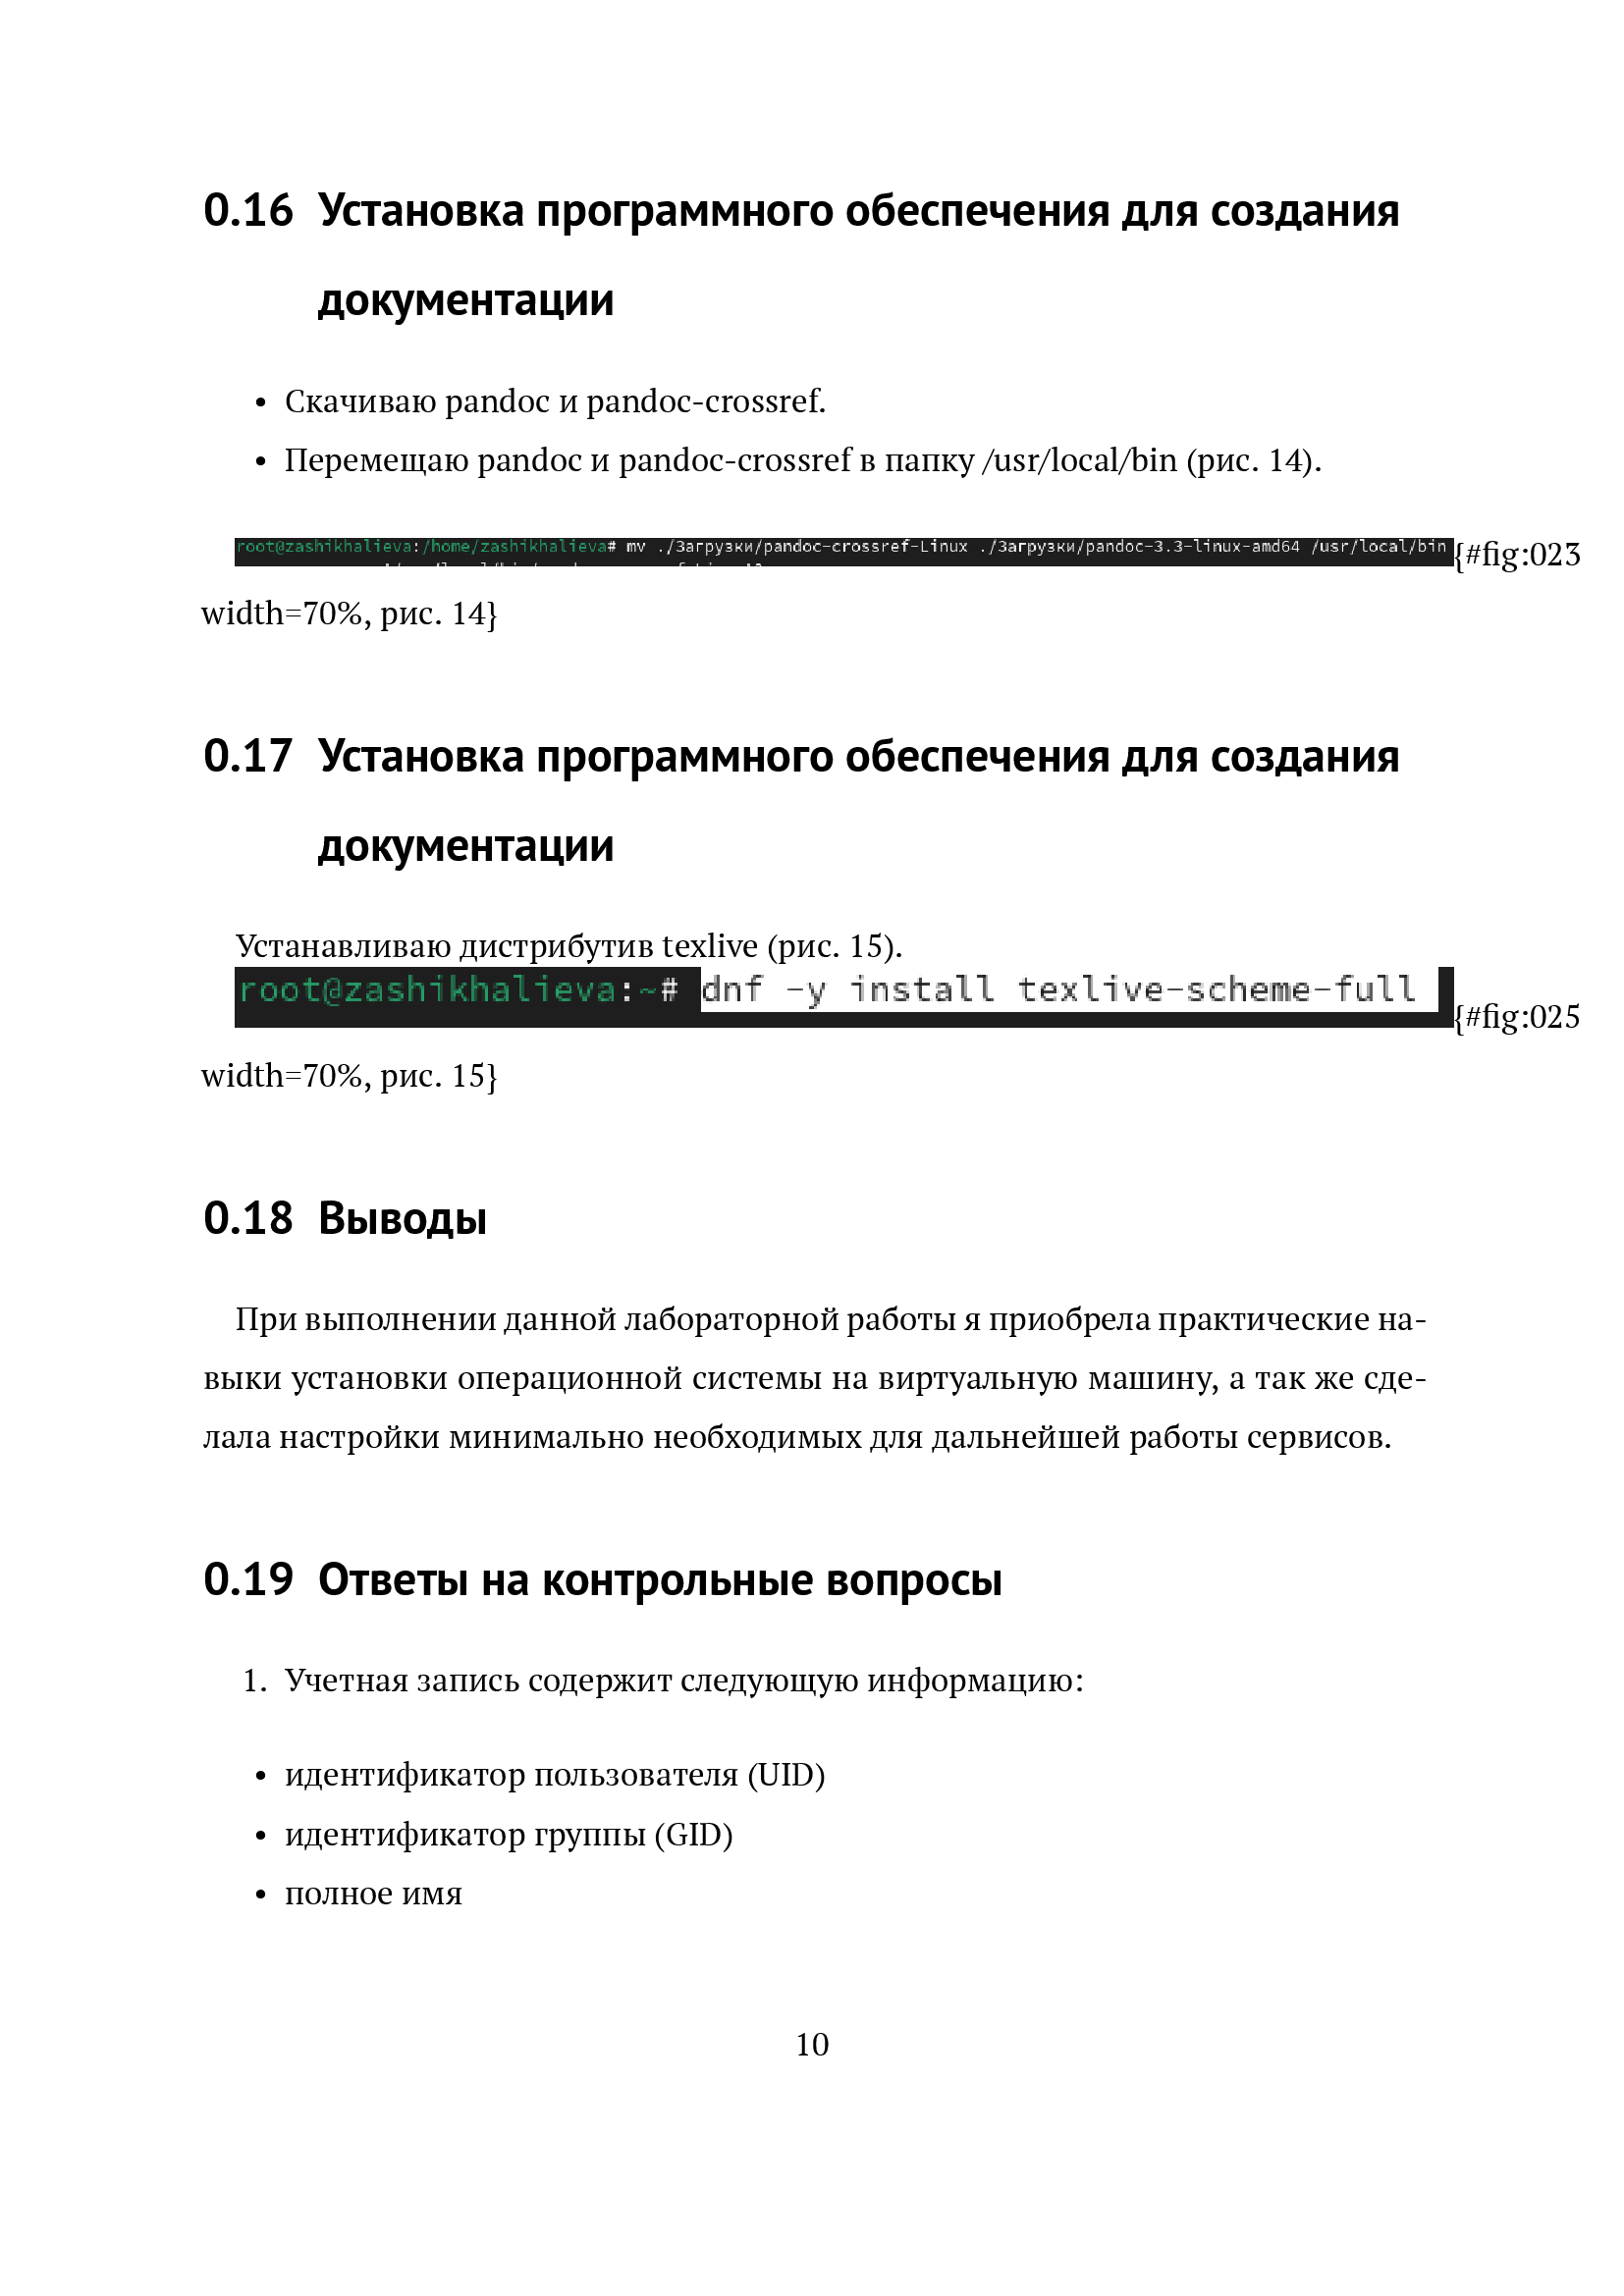 0.16 Установка программного обеспечения для создания
документации
• Скачиваю pandoc и pandoc-crossref.
• Перемещаю pandoc и pandoc-crossref в папку /usr/local/bin (рис. 14).
root@zashikhalieva:/home/zashikhalieva# mv ./Загрузки/pandoc-crossref-Linux ./Загрузки/pandoc-3.3-linux-amd64 /usr/local/bin {#fig:023
width=70%, рис. 14}
0.17 Установка программного обеспечения для создания
документации
Устанавливаю дистрибутив texlive (рис. 15).
root@zashikhalieva:~# dnf -y install texlive-scheme-full {#fig:025
width=70%, рис. 15}
0.18 Выводы
При выполнении данной лабораторной работы я приобрела практические на-
выки установки операционной системы на виртуальную машину, а так же сде-
лала настройки минимально необходимых для дальнейшей работы сервисов.
0.19 Ответы на контрольные вопросы
1. Учетная запись содержит следующую информацию:
• идентификатор пользователя (UID)
• идентификатор группы (GID)
• полное имя
10